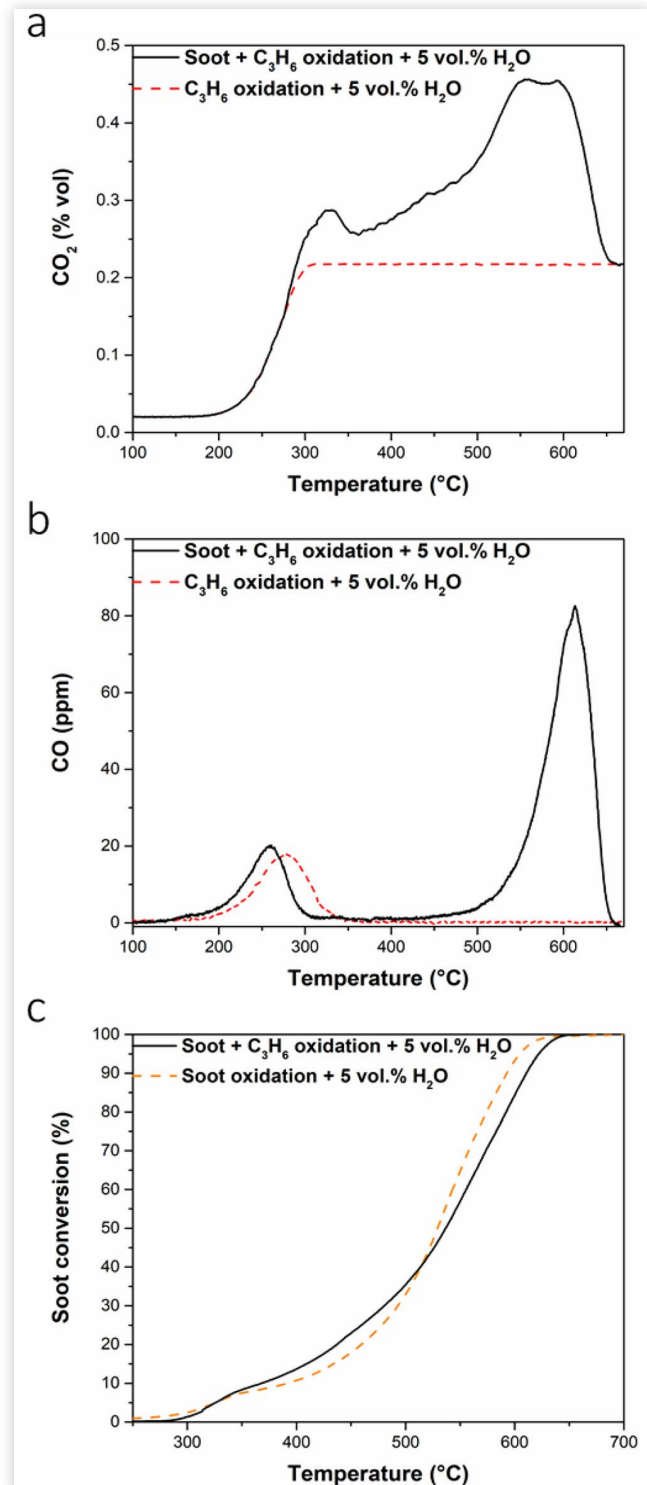 a
0.5
Soot + C₃H₆ oxidation + 5 vol.% H₂O
C₃H₆ oxidation + 5 vol.% H₂O
0.4
0.3
0.2
0.1
0.0
CO₂ (% vol)
100 200 300 400 500 600
Temperature (°C)
b
100
Soot + C₃H₆ oxidation + 5 vol.% H₂O
C₃H₆ oxidation + 5 vol.% H₂O
80
60
40
20
0
CO (ppm)
100 200 300 400 500 600
Temperature (°C)
c
100
Soot + C₃H₆ oxidation + 5 vol.% H₂O
90
Soot oxidation + 5 vol.% H₂O
80
70
60
50
40
30
20
10
0
Soot conversion (%)
300 400 500 600 700
Temperature (°C)